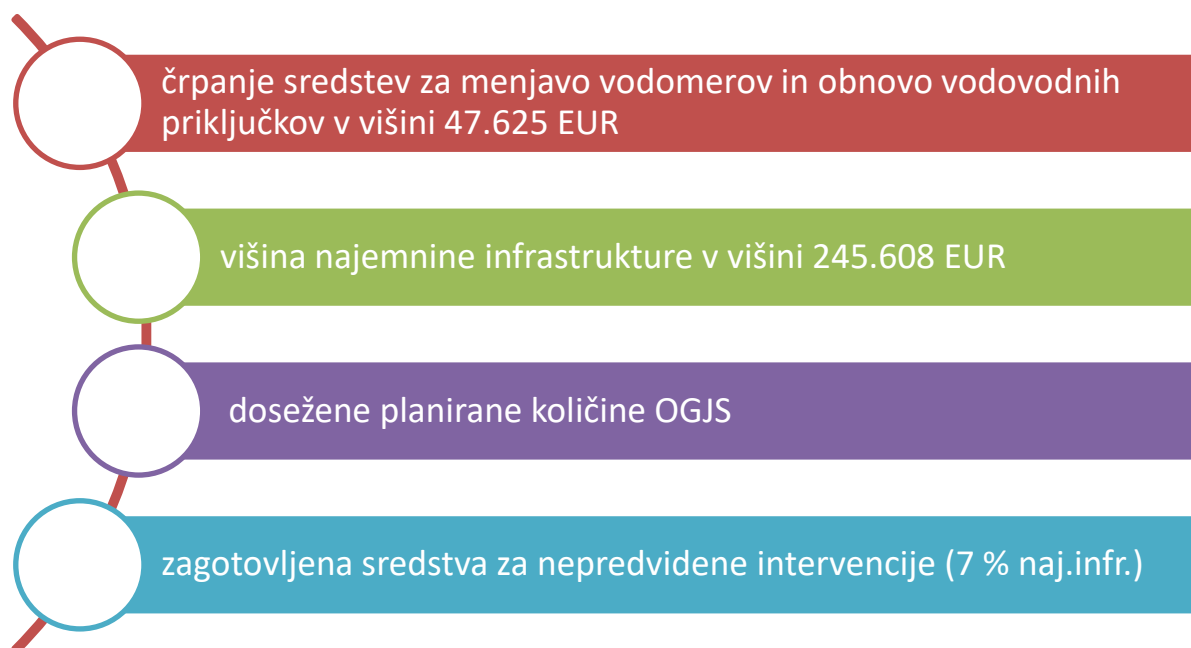 črpanje sredstev za menjavo vodomerov in obnovo vodovodnih
priključkov v višini 47.625 EUR
višina najemnine infrastrukture v višini 245.608 EUR
dosežene planirane količine OGJS
zagotovljena sredstva za nepredvidene intervencije (7 % naj.infr.)